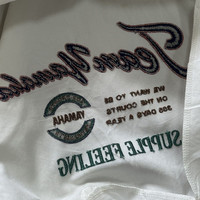 Team Yamaha
WE WANT TO BE
ON THE COURTS
365 DAYS A YEAR
YAMAHA
SUPPLE FEELING